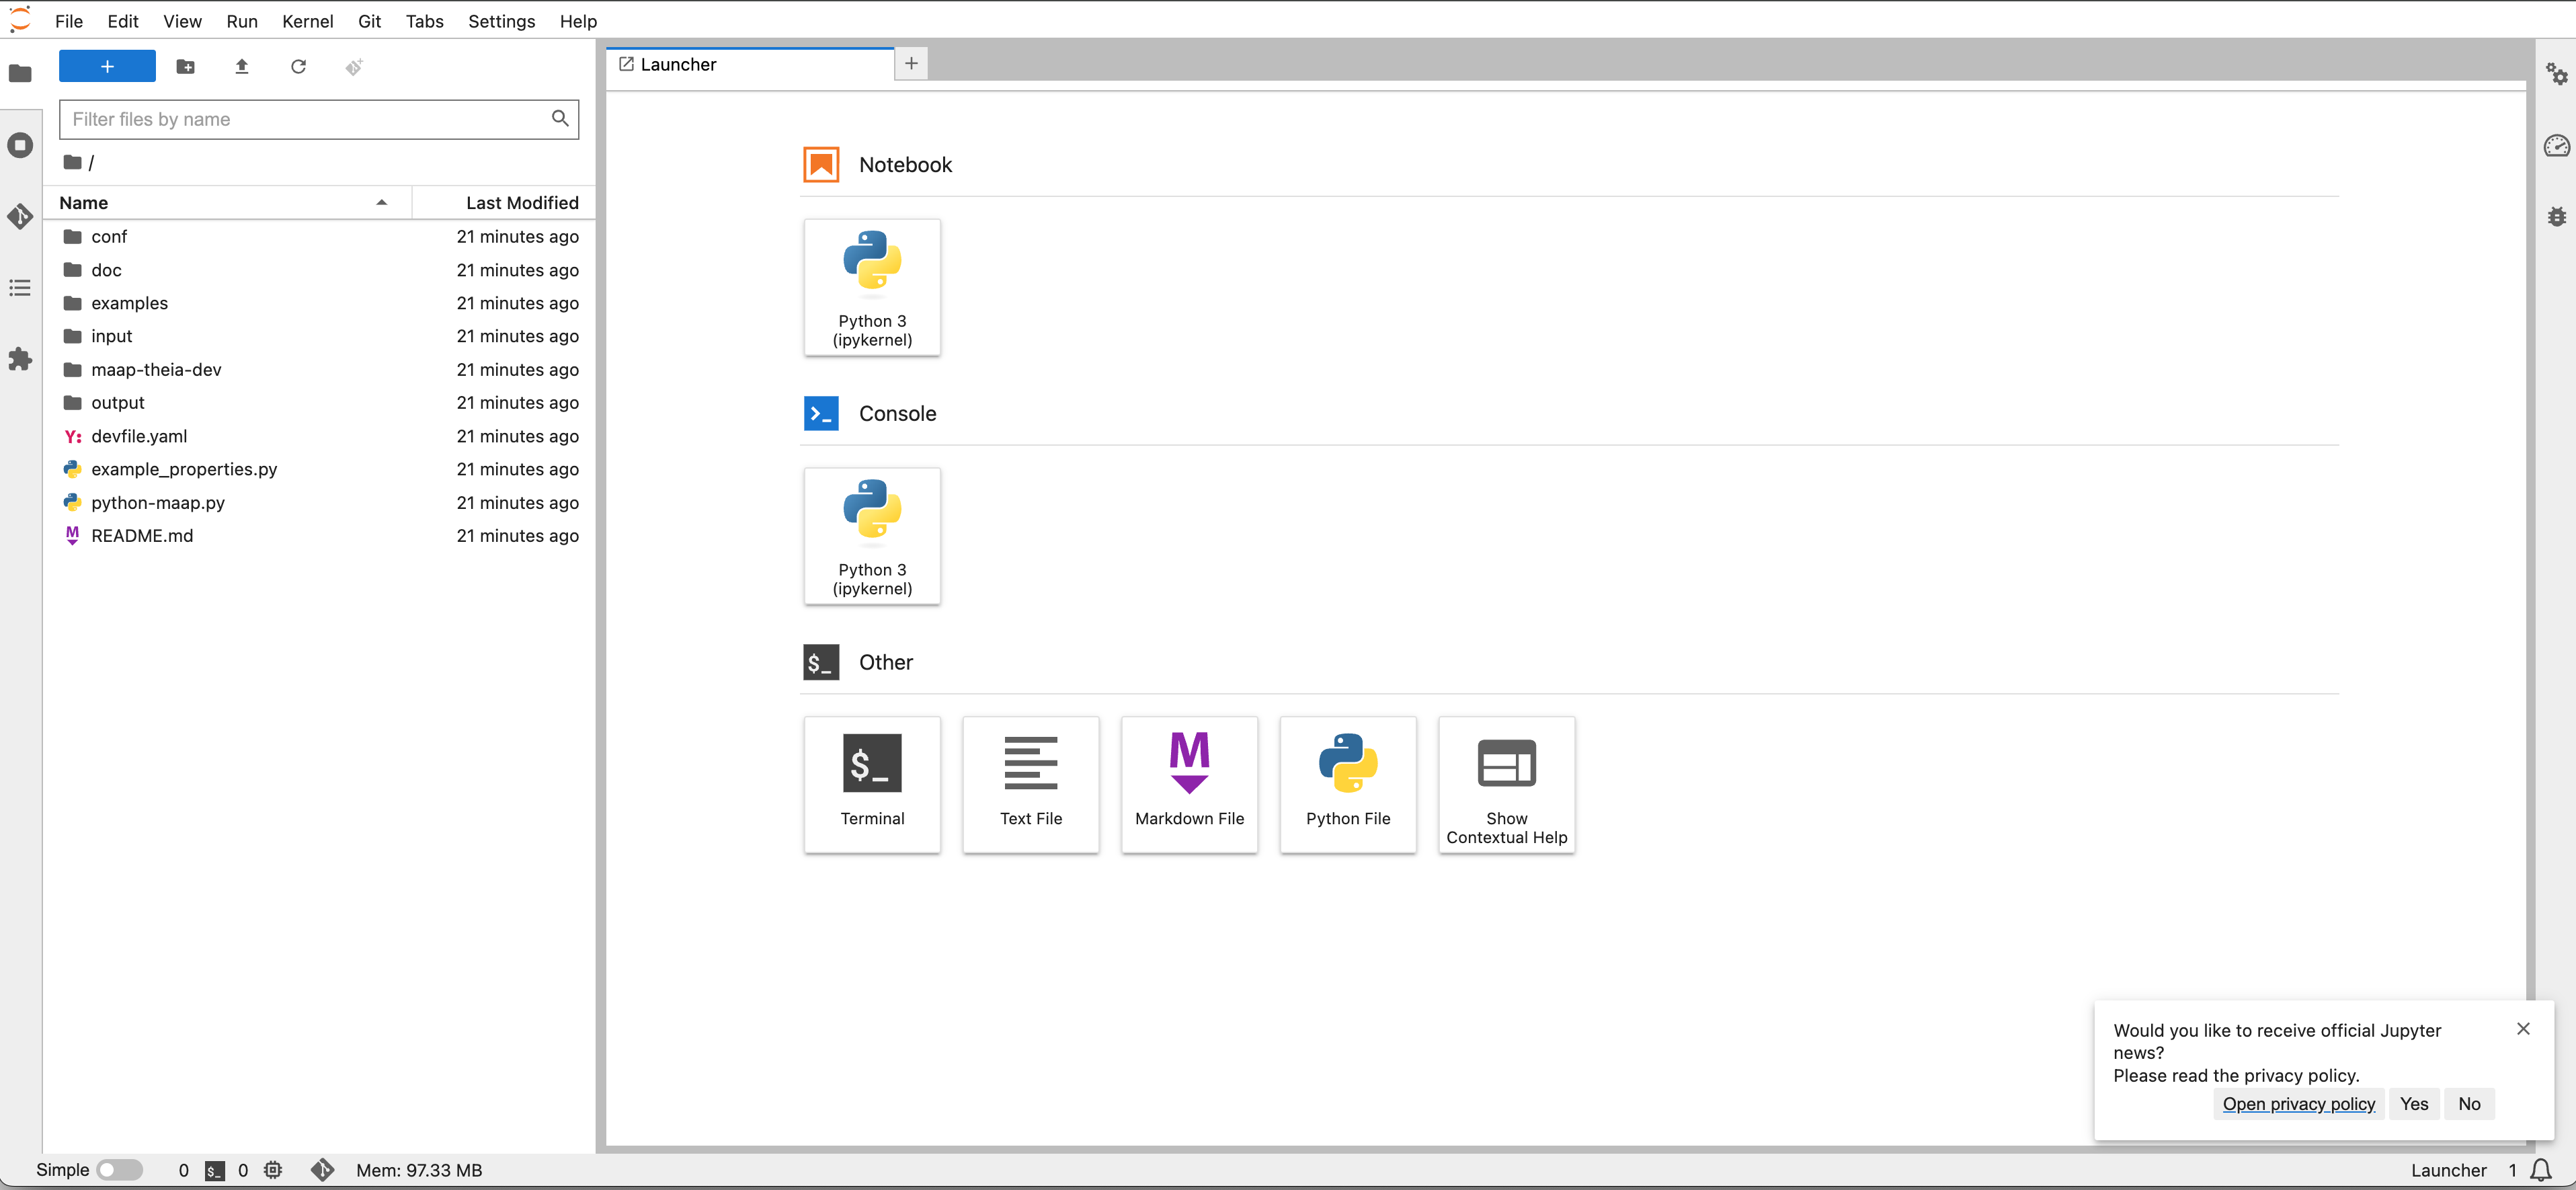 File Edit View Run Kernel Git Tabs Settings Help
+
Filter files by name
/
Name Last Modified
conf 21 minutes ago
doc 21 minutes ago
examples 21 minutes ago
input 21 minutes ago
maap-theia-dev 21 minutes ago
output 21 minutes ago
Y: devfile.yaml 21 minutes ago
example_properties.py 21 minutes ago
python-maap.py 21 minutes ago
M README.md 21 minutes ago
Launcher +
Notebook
Python 3
(ipykernel)
>_ Console
Python 3
(ipykernel)
$_ Other
$_
Terminal
Text File
M
Markdown File
Python File
Show
Contextual Help
Would you like to receive official Jupyter
news?
Please read the privacy policy.
Open privacy policy Yes No
Simple 0 $_ 0 Mem: 97.33 MB
Launcher 1